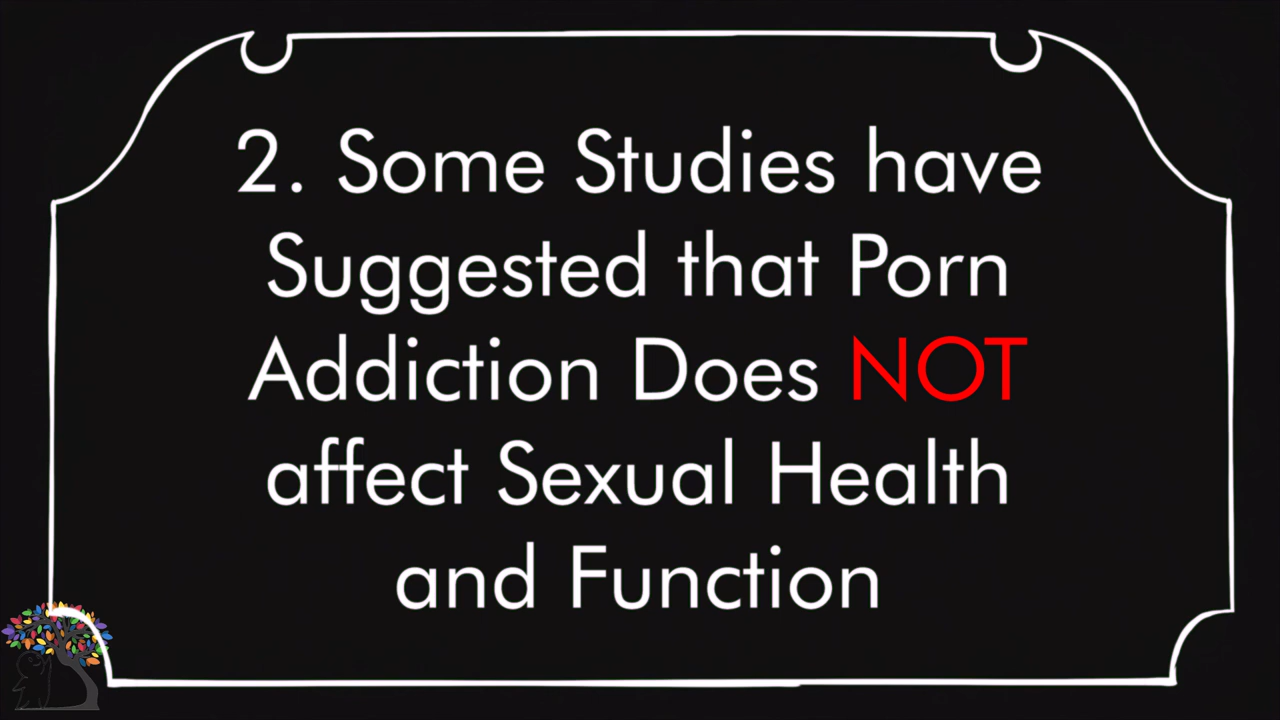 2. Some Studies have
Suggested that Porn
Addiction Does NOT
affect Sexual Health
and Function